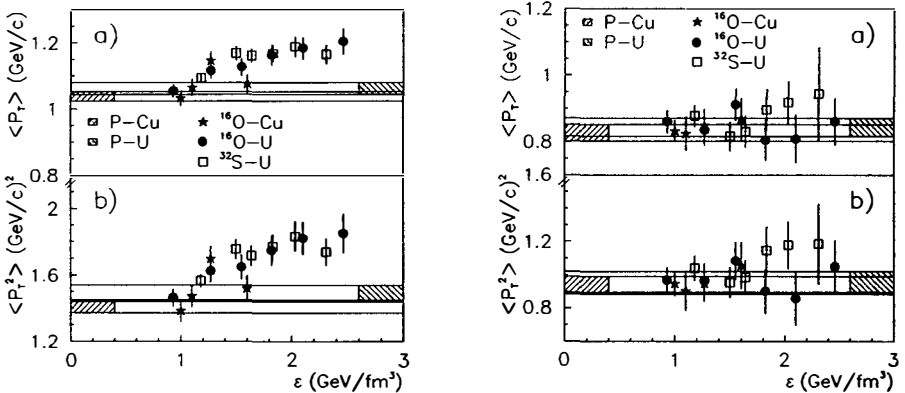 <P_T> (GeV/c)
a)
1.2
1
0.8
P-Cu
P-U
¹⁶O-Cu
¹⁶O-U
³²S-U
<P_T²> (GeV/c)²
b)
2
1.6
1.2
0 1 2 3
ε (GeV/fm³)
<P_T> (GeV/c)
P-Cu
P-U
¹⁶O-Cu
¹⁶O-U
³²S-U
a)
1.2
1
0.8
1.6
<P_T²> (GeV/c)²
b)
1.2
0.8
0 1 2 3
ε (GeV/fm³)